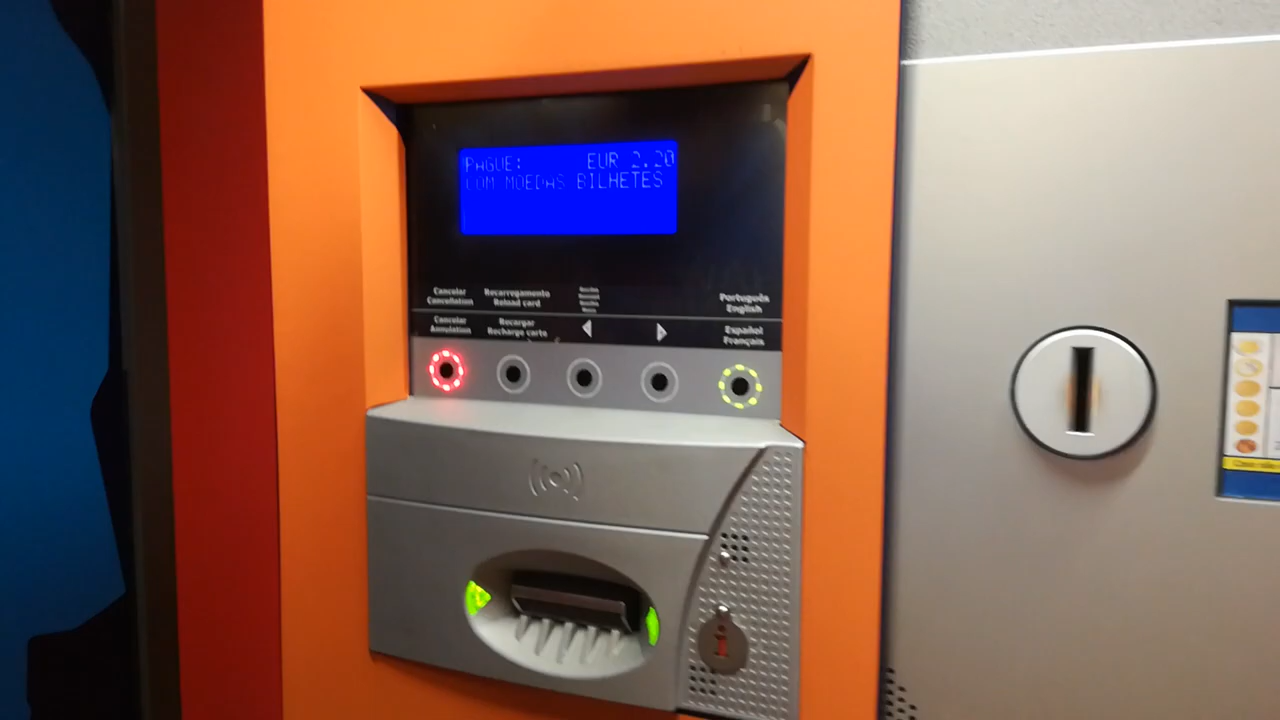 PAGUE: EUR 2.20
COM MOEDAS BILHETES
Cancelar
Cancellation
Recarregamento
Reload card
Português
English
Cancelar
Annulation
Recargar
Recharge carte
Español
Français
i